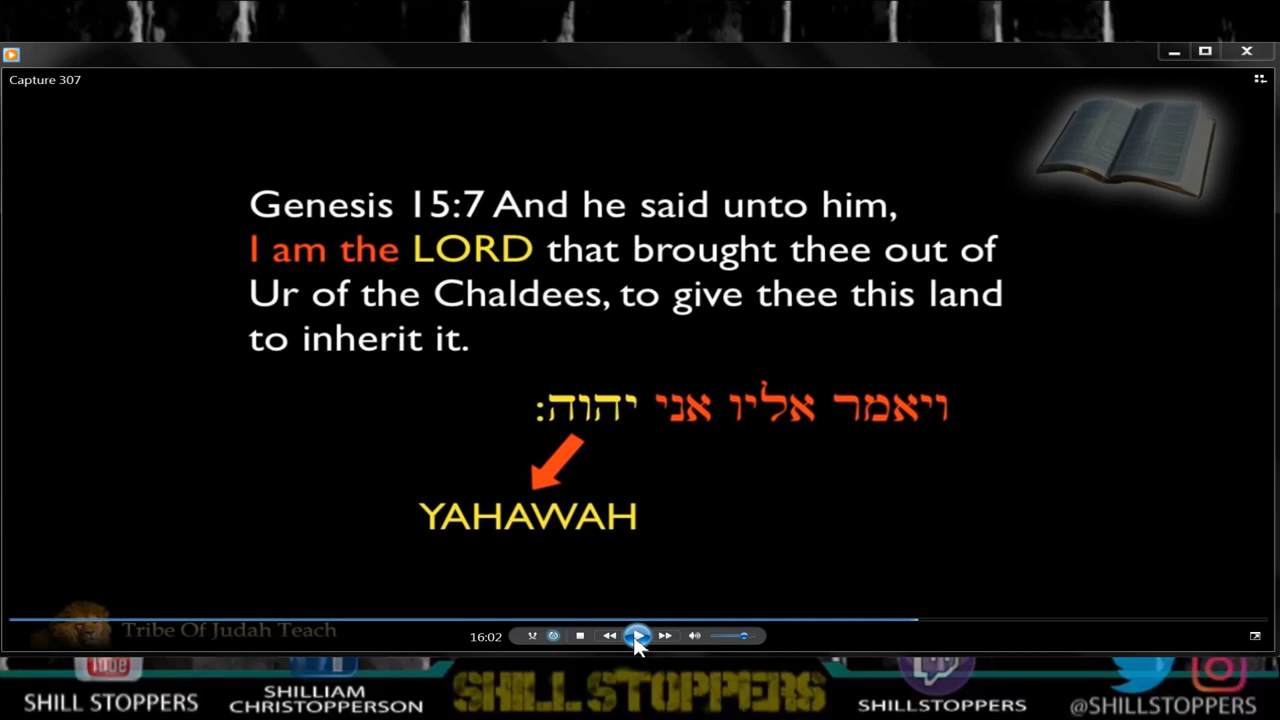 Capture 307
Genesis 15:7 And he said unto him,
I am the LORD that brought thee out of
Ur of the Chaldees, to give thee this land
to inherit it.
ויאמר אליו אני יהוה:
YAHAWAH
Tribe Of Judah Teach
16:02
SHILL STOPPERS
SHILLIAM
CHRISTOPPERSON
SHILL STOPPERS
SHILLSTOPPERS
@SHILLSTOPPERS